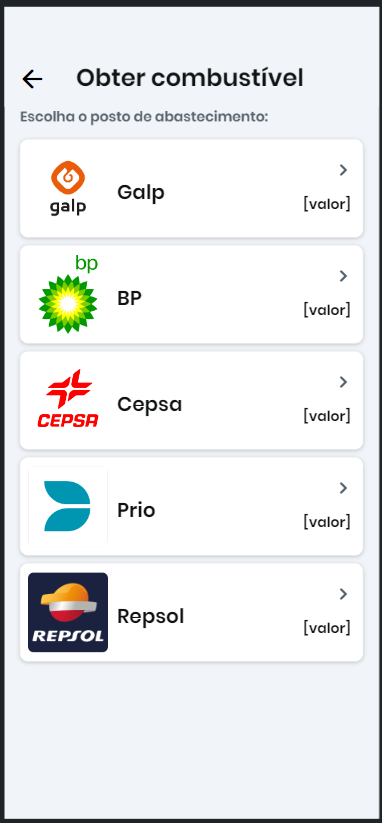 Obter combustível
Escolha o posto de abastecimento:
galp
Galp
[valor]
bp
BP
[valor]
CEPSA
Cepsa
[valor]
Prio
[valor]
REPSOL
Repsol
[valor]